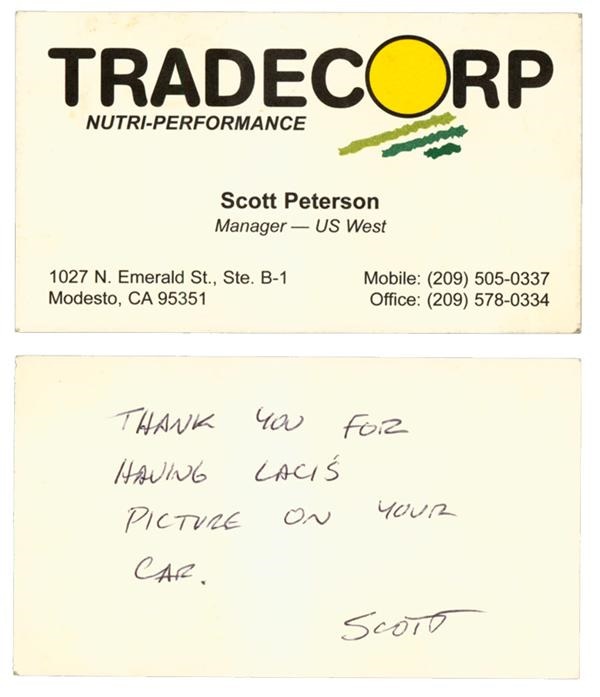 TRADECORP
NUTRI-PERFORMANCE
Scott Peterson
Manager — US West
1027 N. Emerald St., Ste. B-1
Modesto, CA 95351
Mobile: (209) 505-0337
Office: (209) 578-0334
THANK YOU FOR
HAVING LACI'S
PICTURE ON YOUR
CAR.
SCOTT